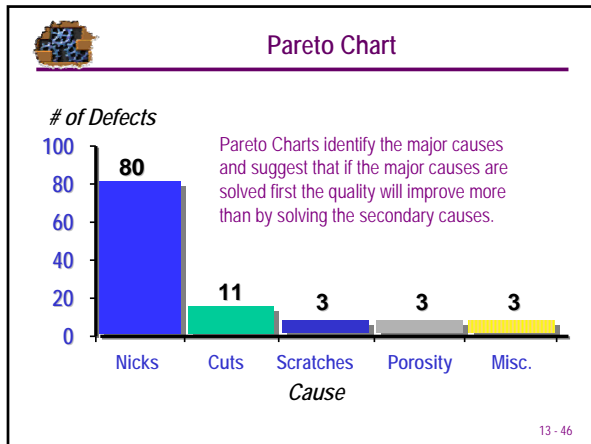 Pareto Chart
# of Defects
Pareto Charts identify the major causes
and suggest that if the major causes are
solved first the quality will improve more
than by solving the secondary causes.
100
80
60
40
20
0
80
11
3
3
3
Nicks Cuts Scratches Porosity Misc.
Cause
13 - 46